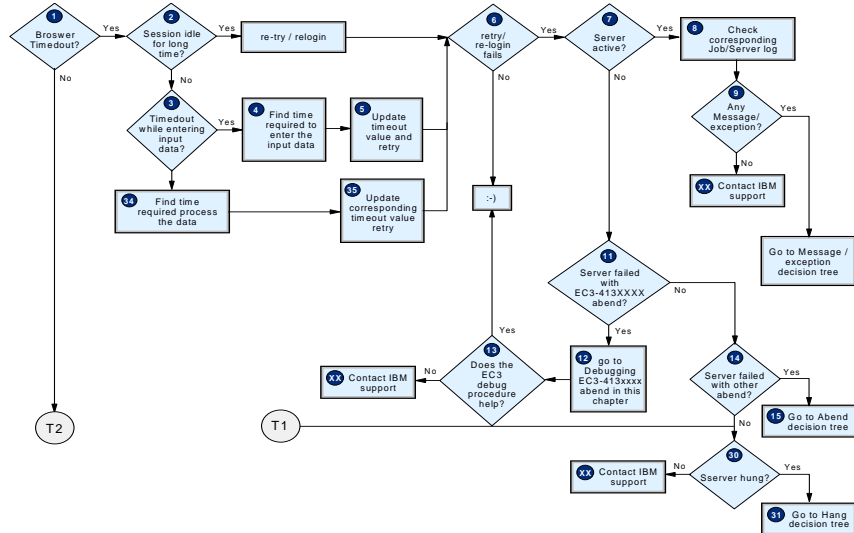 1
Broswer
Timedout?
Yes
No
2
Session idle
for long
time?
Yes
No
re-try / relogin
3
Timedout
while entering
input
data?
Yes
4
Find time
required to
enter the
input data
5
Update
timeout
value and
retry
34
Find time
required process
the data
35
Update
corresponding
timeout value
retry
6
retry/
re-login
fails
Yes
No
:-)
7
Server
active?
Yes
No
8
Check
corresponding
Job/Server log
9
Any
Message/
exception?
Yes
No
XX
Contact IBM
support
Go to Message /
exception
decision tree
11
Server failed
with
EC3-413XXXX
abend?
No
Yes
12
go to
Debugging
EC3-413xxxx
abend in this
chapter
13
Does the
EC3
debug
procedure
help?
Yes
No
XX
Contact IBM
support
14
Server failed
with other
abend?
Yes
No
15
Go to Abend
decision tree
T2
T1
30
Sserver hung?
No
Yes
XX
Contact IBM
support
31
Go to Hang
decision tree